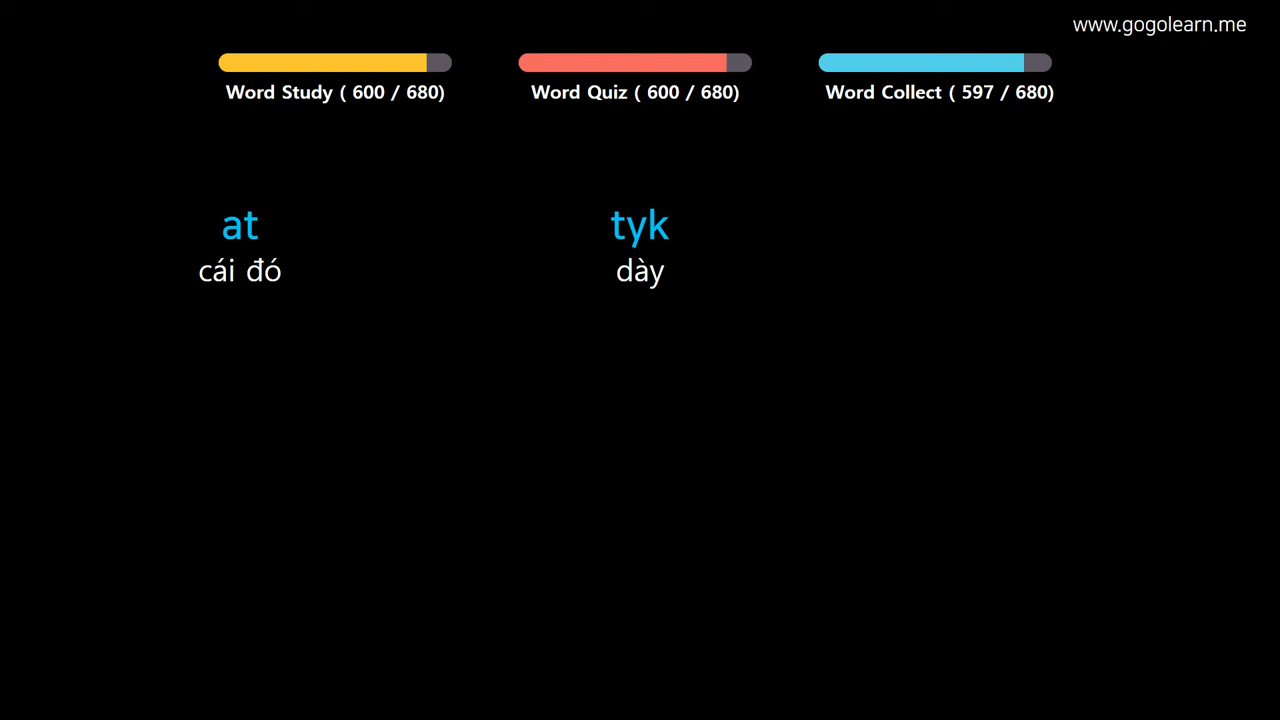 www.gogolearn.me
Word Study ( 600 / 680)
Word Quiz ( 600 / 680)
Word Collect ( 597 / 680)
at
cái đó
tyk
dày